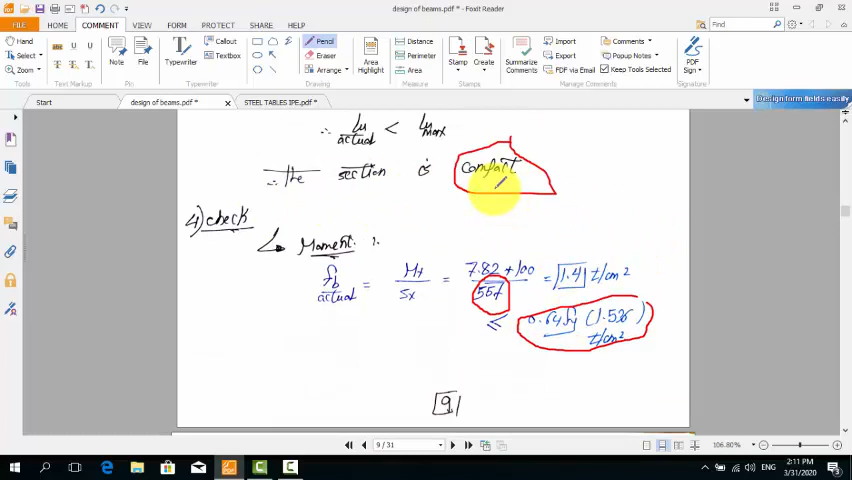 design of beams.pdf * - Foxit Reader
FILE HOME COMMENT VIEW FORM PROTECT SHARE HELP Find
Hand Select Zoom Note File Typewriter Callout Textbox Pencil Eraser Arrange Area Highlight Distance Perimeter Area Stamp Create Summarize Comments Import Export FDF via Email Comments Popup Notes Keep Tools Selected PDF Sign
Tools Text Markup Pin Typewriter Drawing Measure Stamps Manage Comments Signature
Start design of beams.pdf * STEEL TABLES IPE.pdf * Design form fields easily
∴ Lu actual < Lu max
∴ The section is compact
4) check
Moment :
fb actual = Mt / Sx = 7.82 * 100 / 557 = 1.4 t/cm²
≤ 0.64 fy (1.536) t/cm²
9
9 / 31 106.80%
ENG 2:11 PM 3/31/2020